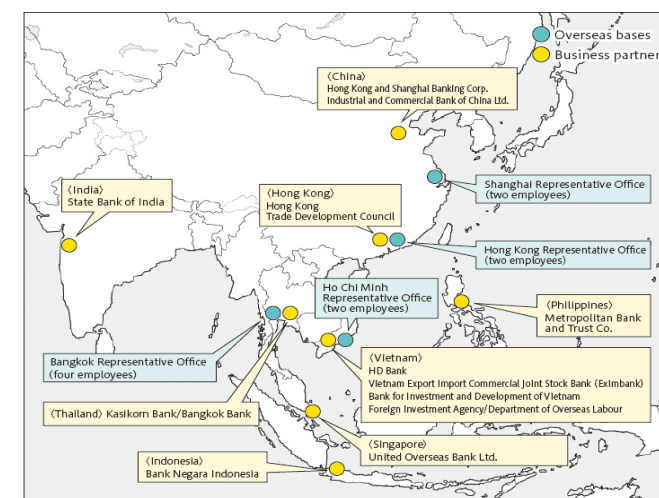 Overseas bases
Business partner
〈China〉
Hong Kong and Shanghai Banking Corp.
Industrial and Commercial Bank of China Ltd.
〈India〉
State Bank of India
〈Hong Kong〉
Hong Kong
Trade Development Council
Shanghai Representative Office
(two employees)
Hong Kong Representative Office
(two employees)
Ho Chi Minh
Representative Office
(two employees)
〈Philippines〉
Metropolitan Bank
and Trust Co.
Bangkok Representative Office
(four employees)
〈Vietnam〉
HD Bank
Vietnam Export Import Commercial Joint Stock Bank (Eximbank)
Bank for Investment and Development of Vietnam
Foreign Investment Agency/Department of Overseas Labour
〈Thailand〉 Kasikorn Bank/Bangkok Bank
〈Singapore〉
United Overseas Bank Ltd.
〈Indonesia〉
Bank Negara Indonesia